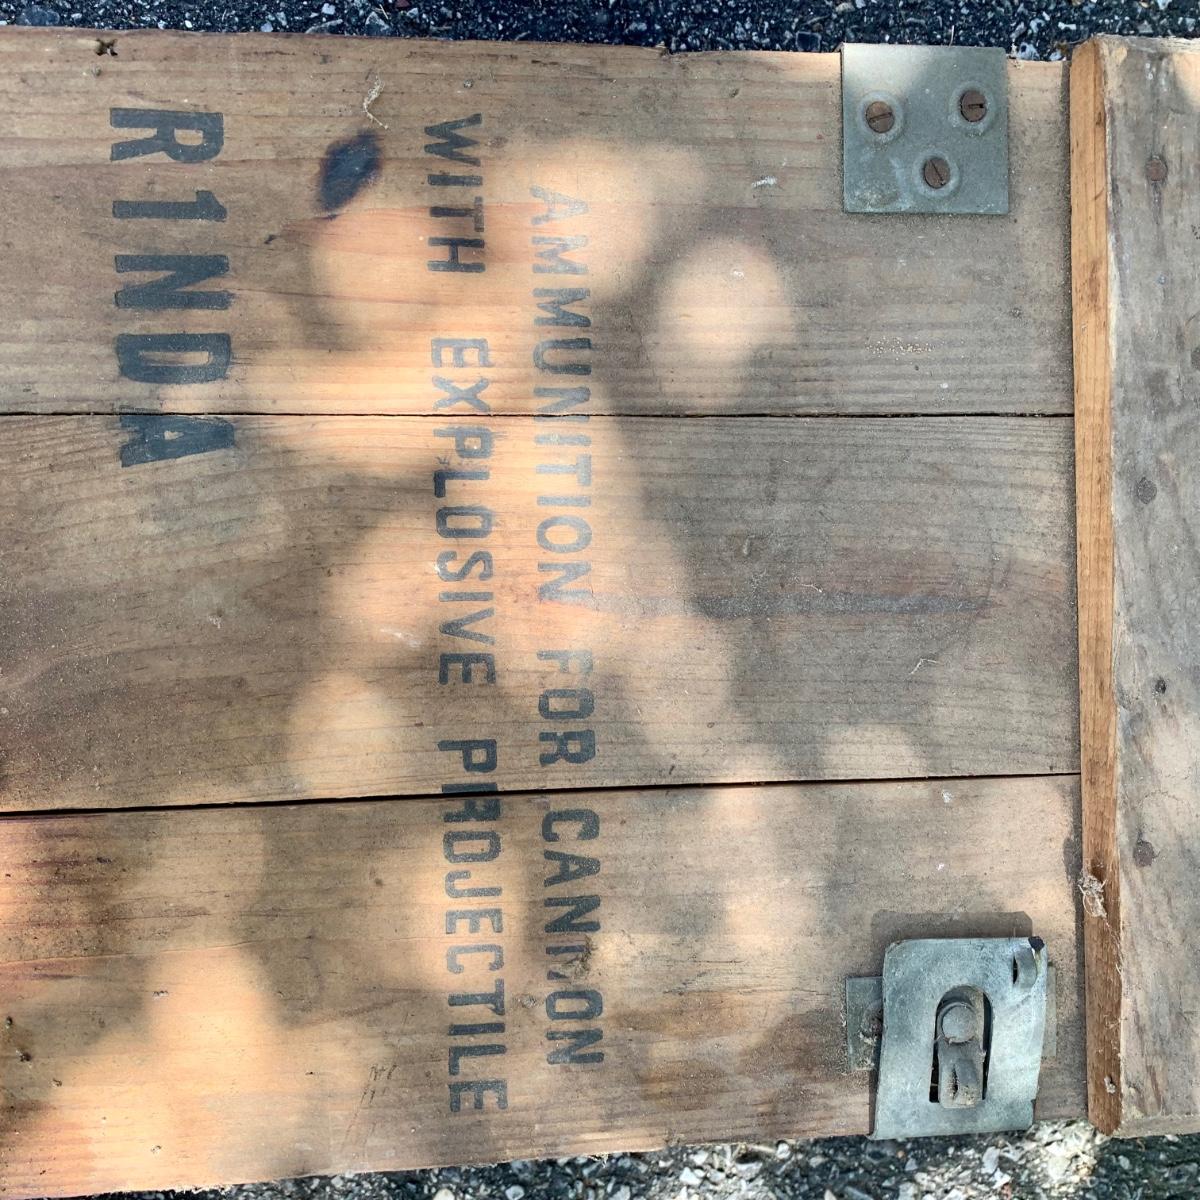 AMMUNITION FOR CANNON
WITH EXPLOSIVE PROJECTILE
R1NDA